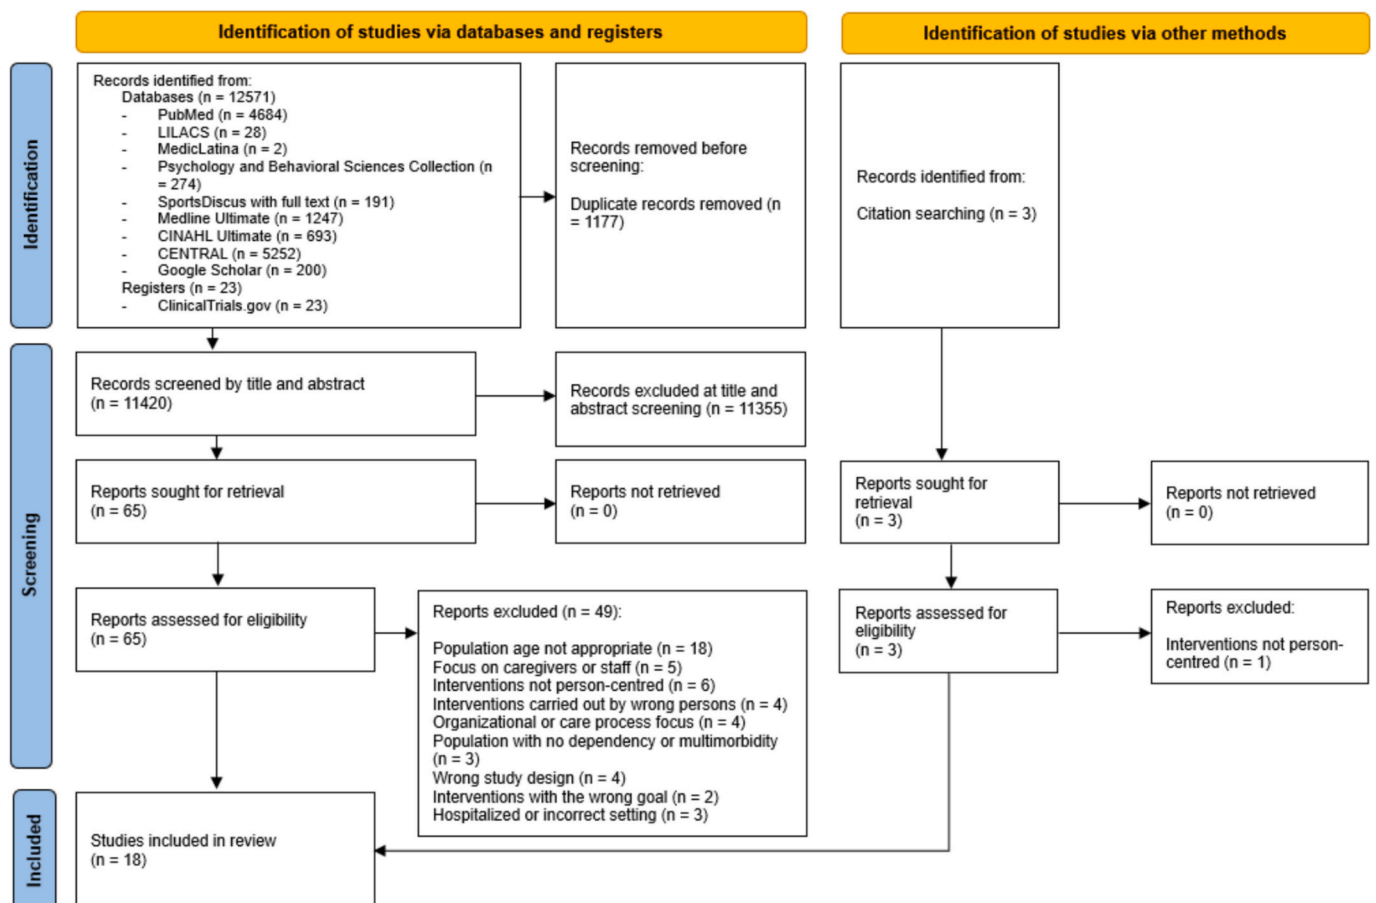 Identification of studies via databases and registers
Identification of studies via other methods
Identification
Records identified from:
Databases (n = 12571)
- PubMed (n = 4684)
- LILACS (n = 28)
- MedicLatina (n = 2)
- Psychology and Behavioral Sciences Collection (n
= 274)
- SportsDiscus with full text (n = 191)
- Medline Ultimate (n = 1247)
- CINAHL Ultimate (n = 693)
- CENTRAL (n = 5252)
- Google Scholar (n = 200)
Registers (n = 23)
- ClinicalTrials.gov (n = 23)
Records removed before
screening:
Duplicate records removed (n
= 1177)
Records identified from:
Citation searching (n = 3)
Screening
Records screened by title and abstract
(n = 11420)
Records excluded at title and
abstract screening (n = 11355)
Reports sought for retrieval
(n = 65)
Reports not retrieved
(n = 0)
Reports sought for
retrieval
(n = 3)
Reports not retrieved
(n = 0)
Reports assessed for eligibility
(n = 65)
Reports excluded (n = 49):
Population age not appropriate (n = 18)
Focus on caregivers or staff (n = 5)
Interventions not person-centred (n = 6)
Interventions carried out by wrong persons (n = 4)
Organizational or care process focus (n = 4)
Population with no dependency or multimorbidity
(n = 3)
Wrong study design (n = 4)
Interventions with the wrong goal (n = 2)
Hospitalized or incorrect setting (n = 3)
Reports assessed for
eligibility
(n = 3)
Reports excluded:
Interventions not person-
centred (n = 1)
Included
Studies included in review
(n = 18)